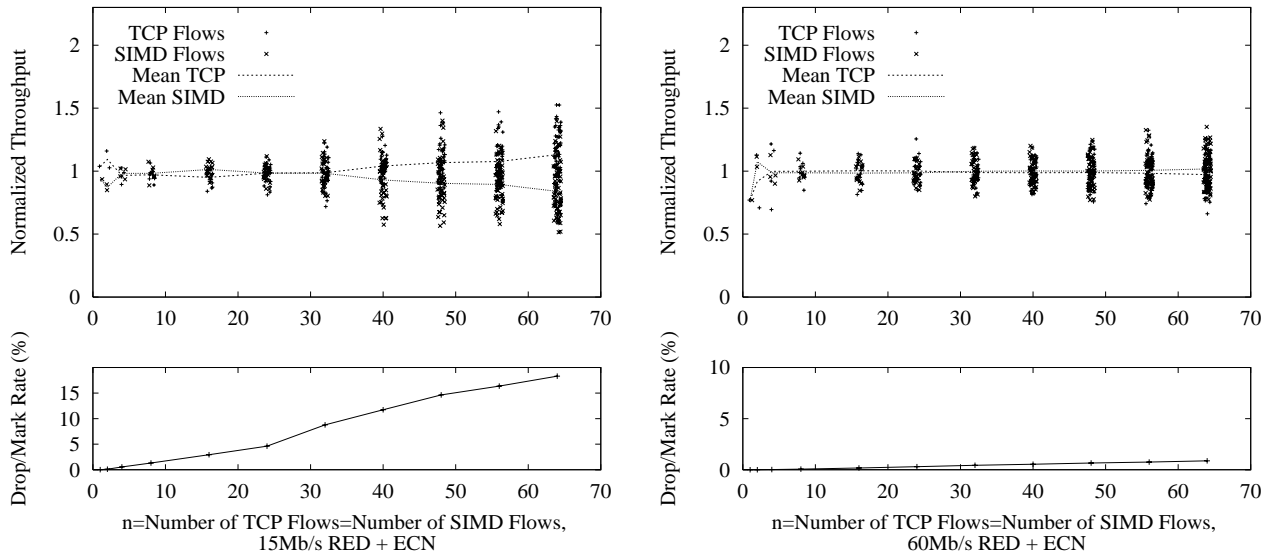 2
1.5
1
0.5
0
Normalized Throughput
TCP Flows
SIMD Flows
Mean TCP
Mean SIMD
0 10 20 30 40 50 60 70
15
10
5
0
Drop/Mark Rate (%)
0 10 20 30 40 50 60 70
n=Number of TCP Flows=Number of SIMD Flows,
15Mb/s RED + ECN
2
1.5
1
0.5
0
Normalized Throughput
TCP Flows
SIMD Flows
Mean TCP
Mean SIMD
0 10 20 30 40 50 60 70
10
5
0
Drop/Mark Rate (%)
0 10 20 30 40 50 60 70
n=Number of TCP Flows=Number of SIMD Flows,
60Mb/s RED + ECN